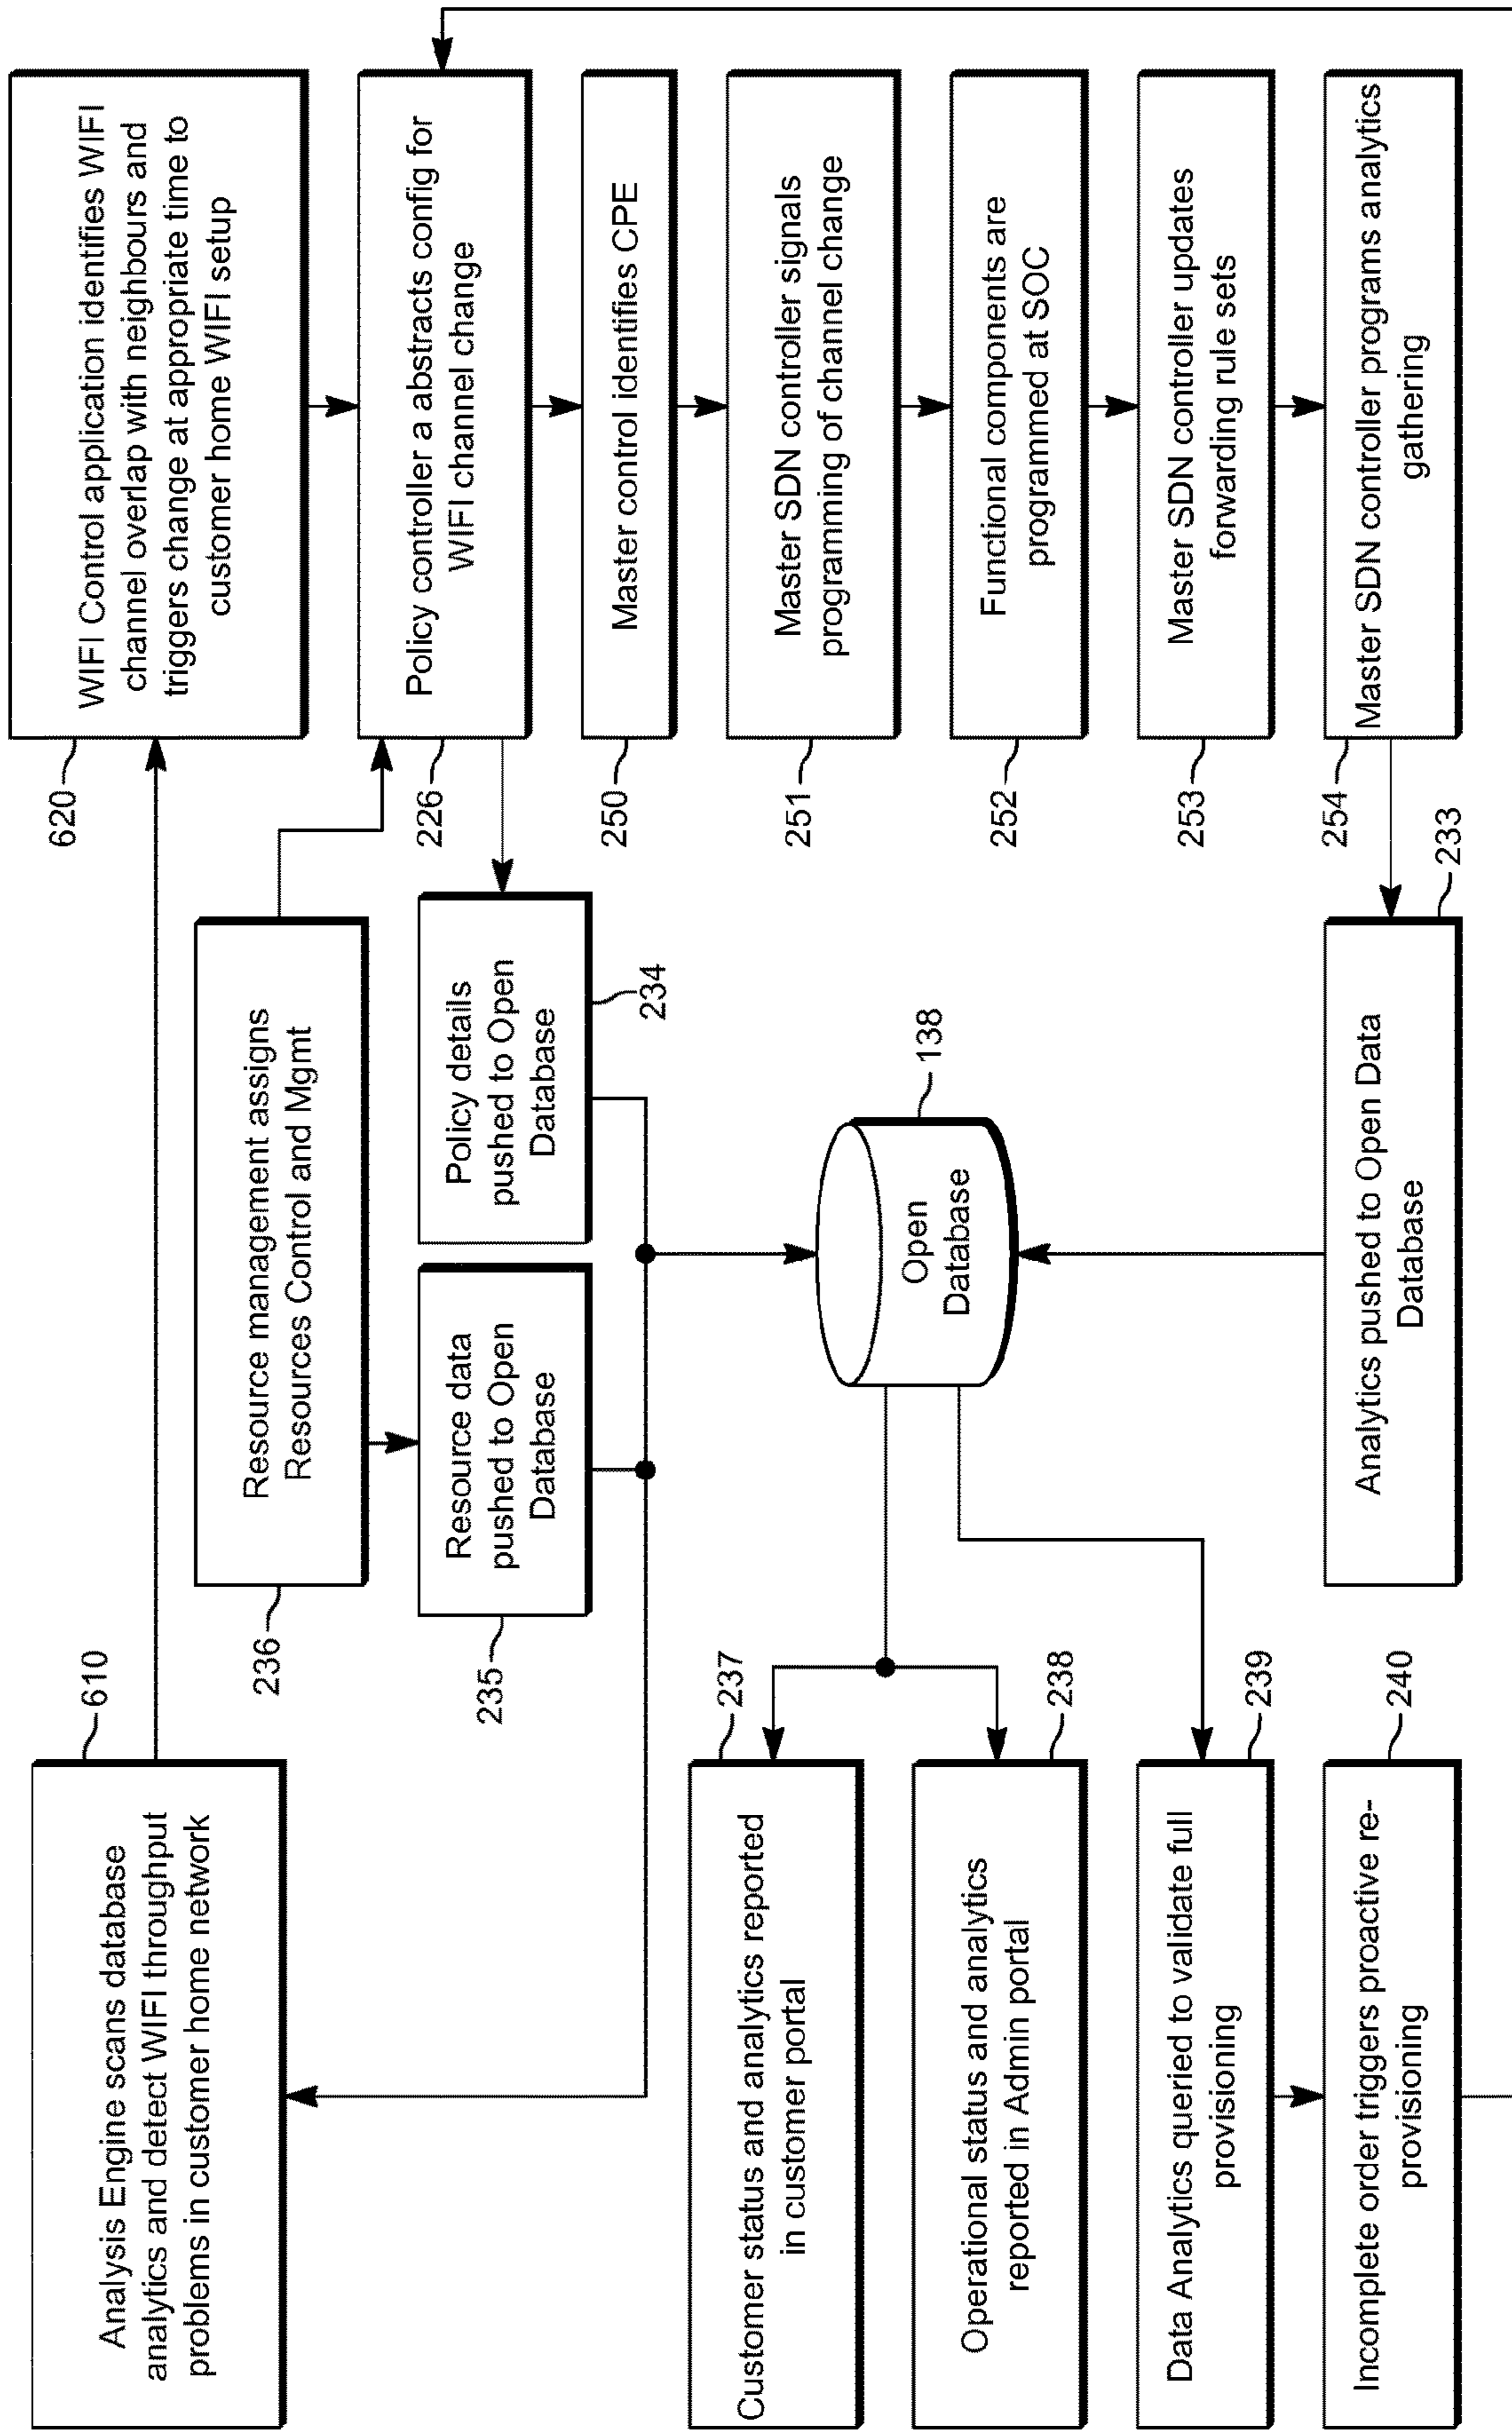 610
Analysis Engine scans database
analytics and detect WIFI throughput
problems in customer home network
620
WIFI Control application identifies WIFI
channel overlap with neighbours and
triggers change at appropriate time to
customer home WIFI setup
236
Resource management assigns
Resources Control and Mgmt
226
Policy controller a abstracts config for
WIFI channel change
235
Resource data
pushed to Open
Database
Policy details
pushed to Open
Database
234
250
Master control identifies CPE
237
Customer status and analytics reported
in customer portal
251
Master SDN controller signals
programming of channel change
138
Open
Database
238
Operational status and analytics
reported in Admin portal
252
Functional components are
programmed at SOC
239
Data Analytics queried to validate full
provisioning
253
Master SDN controller updates
forwarding rule sets
240
Incomplete order triggers proactive re-
provisioning
Analytics pushed to Open Data
Database
233
254
Master SDN controller programs analytics
gathering